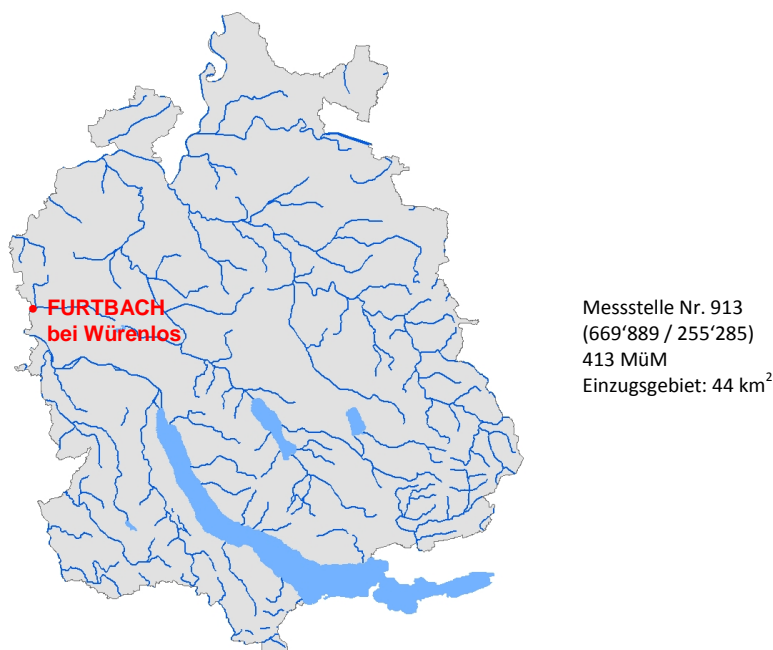 FURTBACH
bei Würenlos
Messstelle Nr. 913
(669‘889 / 255‘285)
413 MüM
Einzugsgebiet: 44 km²